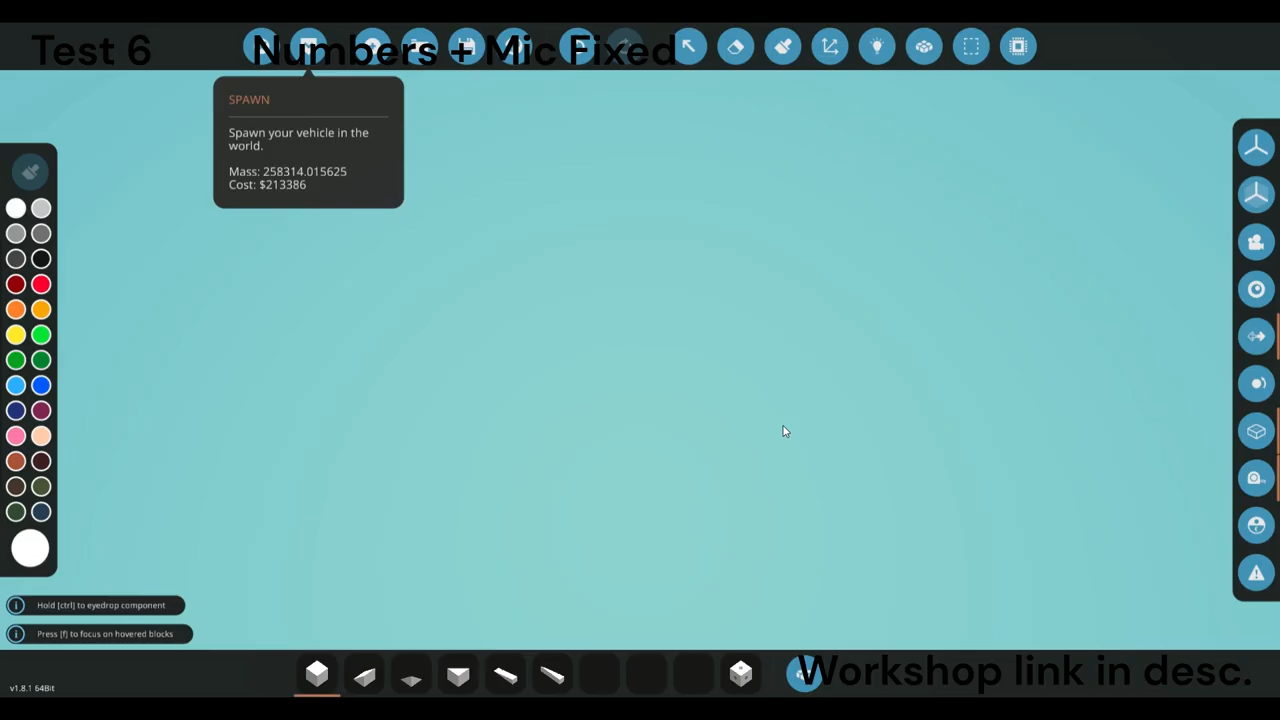 Test 6
Numbers + Mic Fixed
SPAWN
Spawn your vehicle in the
world.
Mass: 258314.015625
Cost: $213386
Hold [ctrl] to eyedrop component
Press [f] to focus on hovered blocks
v1.8.1 64Bit
Workshop link in desc.